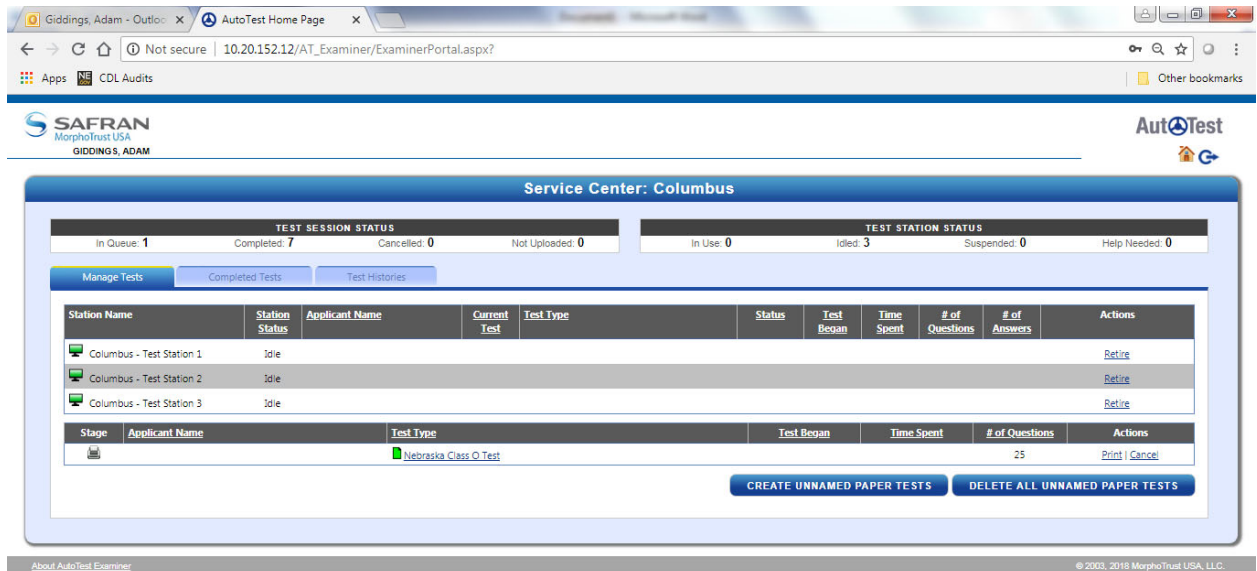 Giddings, Adam - Outloo
AutoTest Home Page
Not secure | 10.20.152.12/AT_Examiner/ExaminerPortal.aspx?
Apps NE GOV CDL Audits Other bookmarks
SAFRAN
MorphoTrust USA
GIDDINGS, ADAM
AutoTest
Service Center: Columbus
TEST SESSION STATUS
In Queue: 1 Completed: 7 Cancelled: 0 Not Uploaded: 0
TEST STATION STATUS
In Use: 0 Idled: 3 Suspended: 0 Help Needed: 0
Manage Tests Completed Tests Test Histories
Station Name Station Status Applicant Name Current Test Test Type Status Test Began Time Spent # of Questions # of Answers Actions
Columbus - Test Station 1 Idle Retire
Columbus - Test Station 2 Idle Retire
Columbus - Test Station 3 Idle Retire
Stage Applicant Name Test Type Test Began Time Spent # of Questions Actions
Nebraska Class O Test 25 Print | Cancel
CREATE UNNAMED PAPER TESTS DELETE ALL UNNAMED PAPER TESTS
About AutoTest Examiner © 2003, 2018 MorphoTrust USA, LLC.